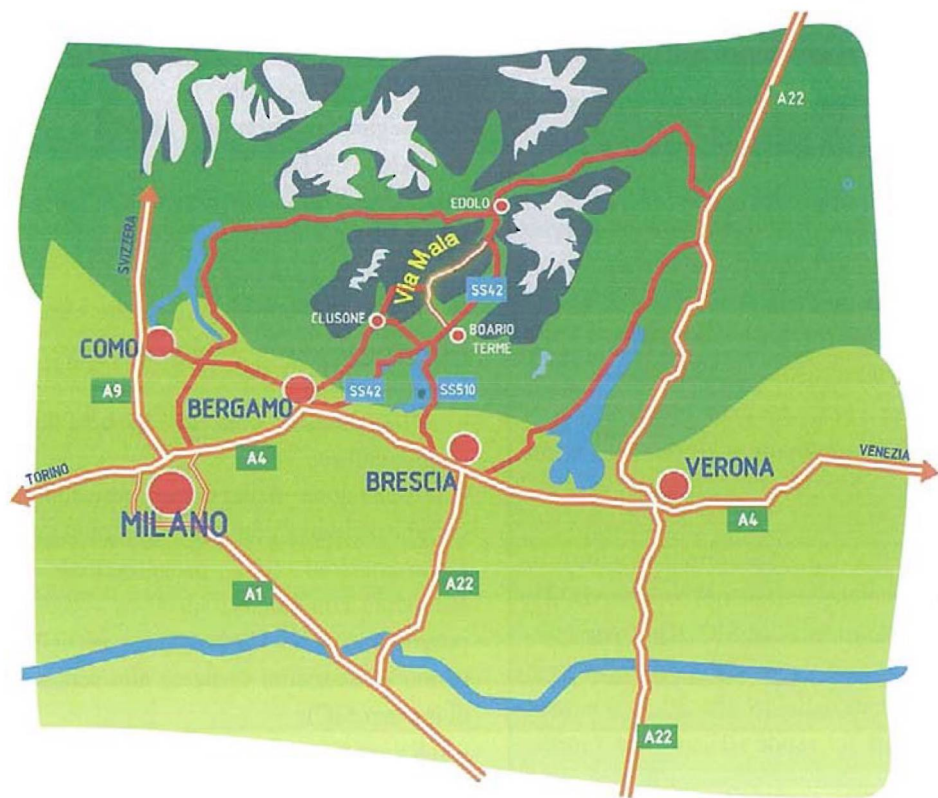 A22
EDOLO
SVIZZERA
Via Mala
SS42
CLUSONE
BOARIO
TERME
COMO
A9
SS42
SS510
BERGAMO
A4
BRESCIA
VERONA
VENEZIA
TORINO
MILANO
A4
A1
A22
A22